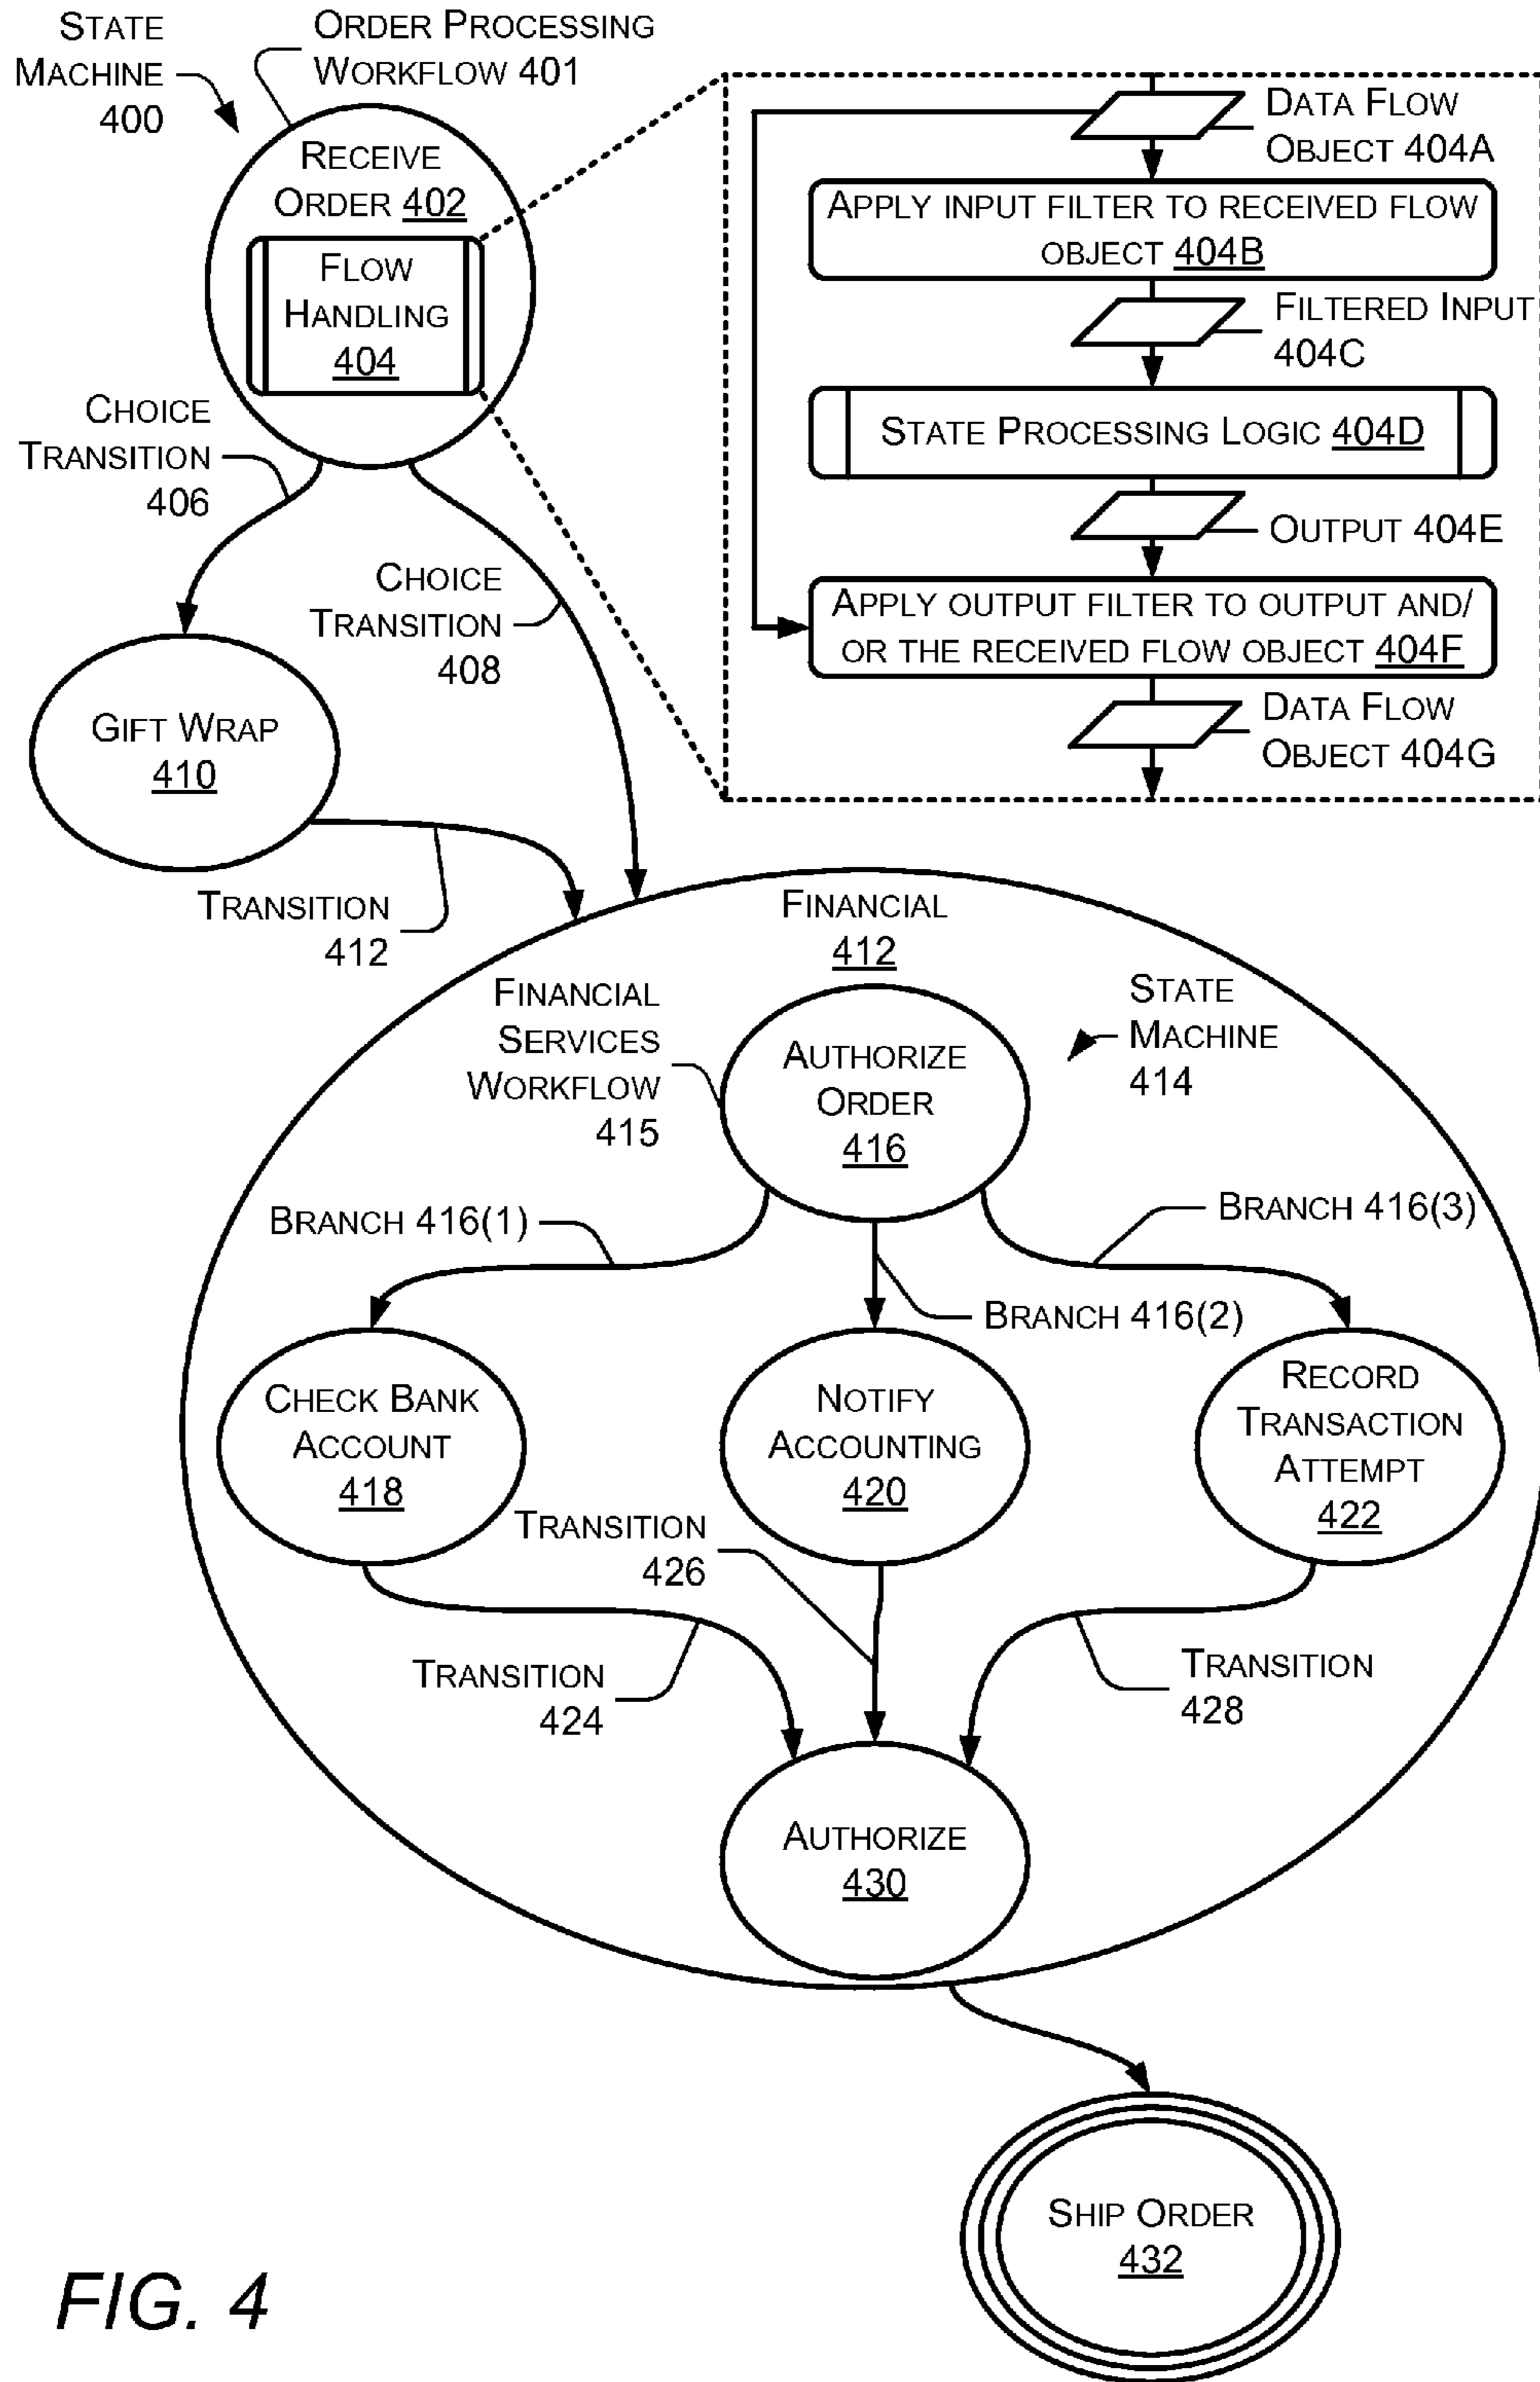 STATE
MACHINE
400
ORDER PROCESSING
WORKFLOW 401
RECEIVE
ORDER 402
FLOW
HANDLING
404
DATA FLOW
OBJECT 404A
APPLY INPUT FILTER TO RECEIVED FLOW
OBJECT 404B
FILTERED INPUT
404C
STATE PROCESSING LOGIC 404D
OUTPUT 404E
APPLY OUTPUT FILTER TO OUTPUT AND/
OR THE RECEIVED FLOW OBJECT 404F
DATA FLOW
OBJECT 404G
CHOICE
TRANSITION
406
CHOICE
TRANSITION
408
GIFT WRAP
410
TRANSITION
412
FINANCIAL
412
FINANCIAL
SERVICES
WORKFLOW
415
STATE
MACHINE
414
AUTHORIZE
ORDER
416
BRANCH 416(1)
BRANCH 416(2)
BRANCH 416(3)
CHECK BANK
ACCOUNT
418
NOTIFY
ACCOUNTING
420
RECORD
TRANSACTION
ATTEMPT
422
TRANSITION
424
TRANSITION
426
TRANSITION
428
AUTHORIZE
430
SHIP ORDER
432
FIG. 4